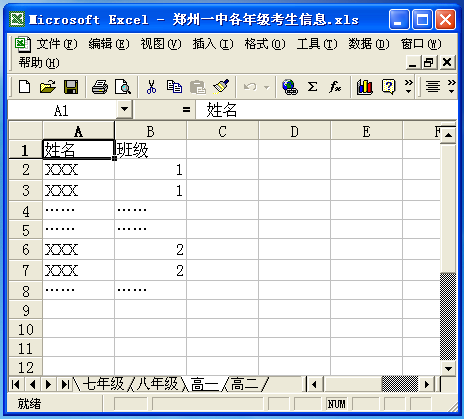 Microsoft Excel - 郑州一中各年级考生信息.xls
文件(F) 编辑(E) 视图(V) 插入(I) 格式(O) 工具(T) 数据(D) 窗口(W)
帮助(H)
A1 = 姓名
A B C D E F
1 姓名 班级
2 XXX 1
3 XXX 1
4 …… ……
5 …… ……
6 XXX 2
7 XXX 2
8 …… ……
9
10
11
12
七年级 八年级 高一 高二
就绪 NUM